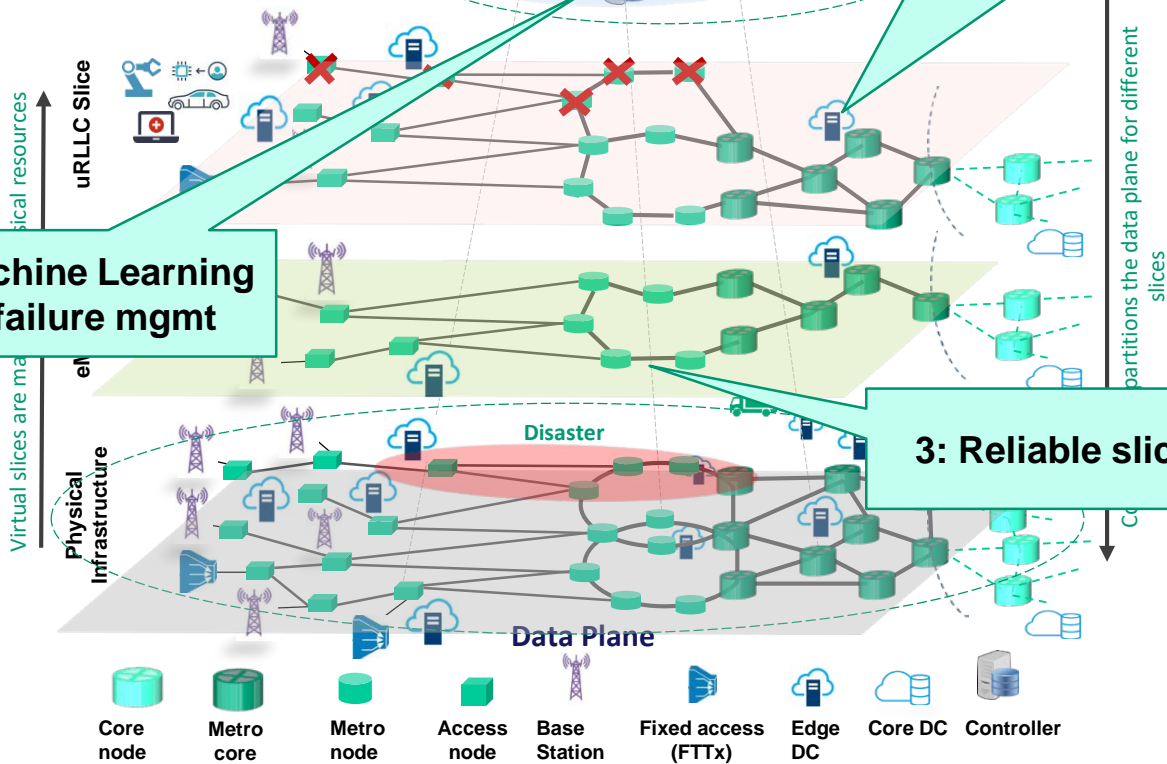 Virtual slices are ma
sical resources
uRLLC Slice
chine Learning
failure mgmt
Disaster
3: Reliable slic
partitions the data plane for different
slices
Physical
Infrastructure
Data Plane
Core
node
Metro
core
Metro
node
Access
node
Base
Station
Fixed access
(FTTx)
Edge
DC
Core DC
Controller